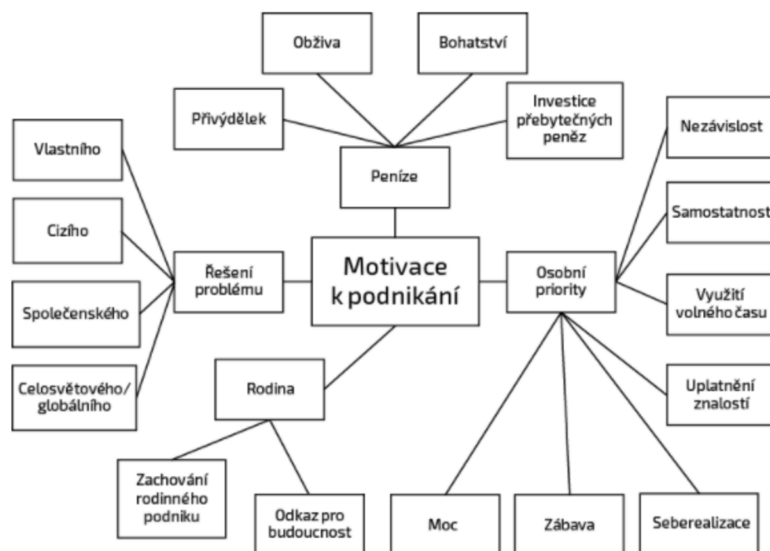 Obživa
Bohatství
Přivýdělek
Investice
přebytečných
peněz
Nezávislost
Vlastního
Peníze
Samostatnost
Cizího
Řešení
problému
Motivace
k podnikání
Osobní
priority
Společenského
Využití
volného času
Celosvětového/
globálního
Rodina
Uplatnění
znalostí
Zachování
rodinného
podniku
Odkaz pro
budoucnost
Moc
Zábava
Seberealizace